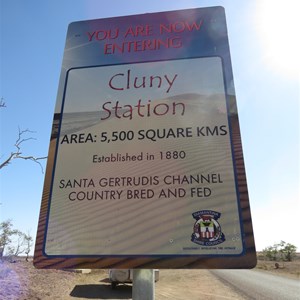 YOU ARE NOW
ENTERING
Cluny
Station
AREA: 5,500 SQUARE KMS
Established in 1880
SANTA GERTRUDIS CHANNEL
COUNTRY BRED AND FED